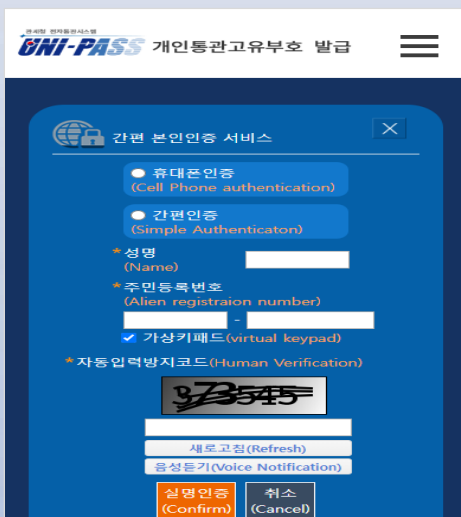 관세청 전자통관시스템
UNI-PASS 개인통관고유부호 발급
간편 본인인증 서비스
휴대폰인증
(Cell Phone authentication)
간편인증
(Simple Authenticaton)
*성명
(Name)
*주민등록번호
(Alien registraion number)
-
가상키패드(virtual keypad)
*자동입력방지코드(Human Verification)
373545
새로고침(Refresh)
음성듣기(Voice Notification)
실명인증 취소
(Confirm) (Cancel)